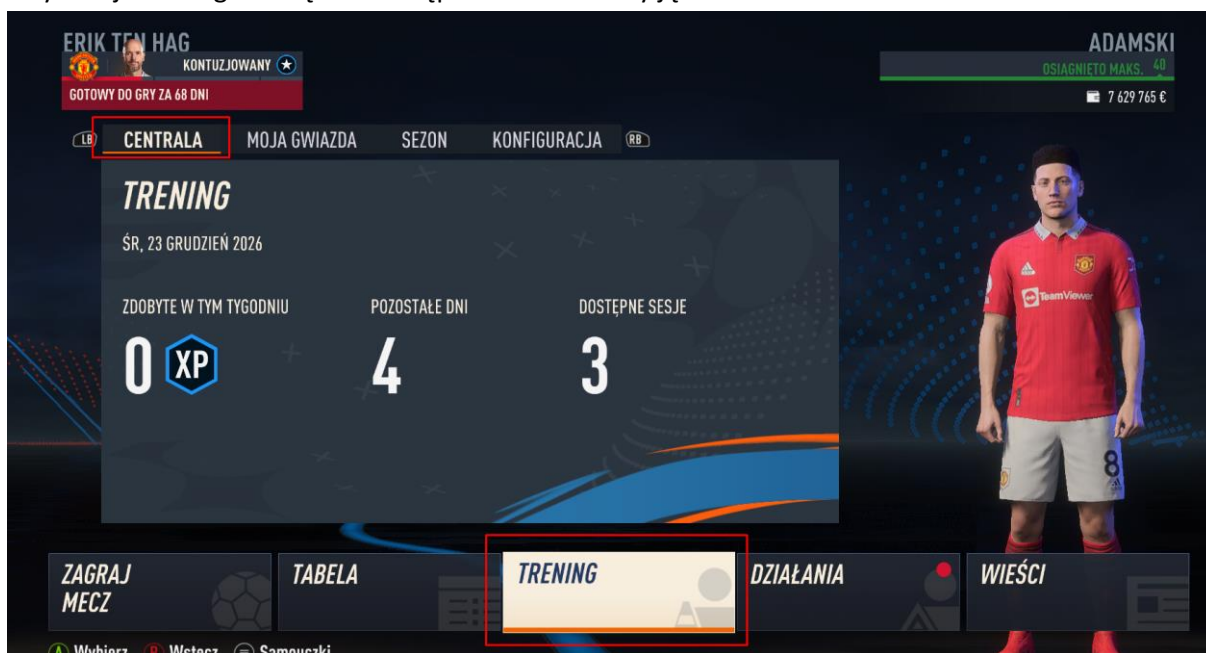 ERIK TEN HAG
KONTUZJOWANY
GOTOWY DO GRY ZA 68 DNI
ADAMSKI
OSIĄGNIĘTO MAKS. 40
7 629 765 €
LB CENTRALA MOJA GWIAZDA SEZON KONFIGURACJA RB
TRENING
ŚR, 23 GRUDZIEŃ 2026
ZDOBYTE W TYM TYGODNIU POZOSTAŁE DNI DOSTĘPNE SESJE
0 XP 4 3
TeamViewer
8
ZAGRAJ MECZ
TABELA
TRENING
DZIAŁANIA
WIEŚCI
A Wybierz B Wstecz Samouczki